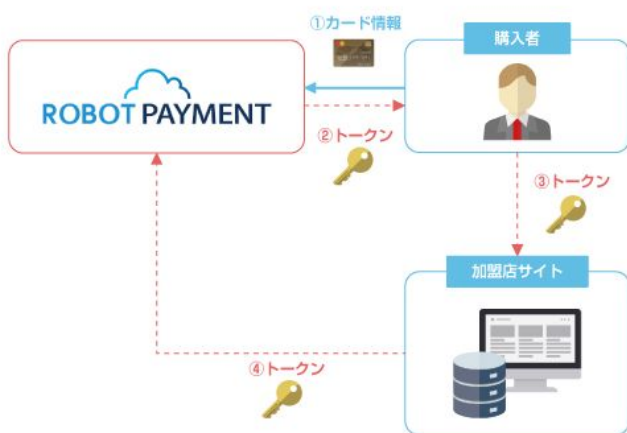 ①カード情報
購入者
ROBOT PAYMENT
②トークン
③トークン
加盟店サイト
④トークン